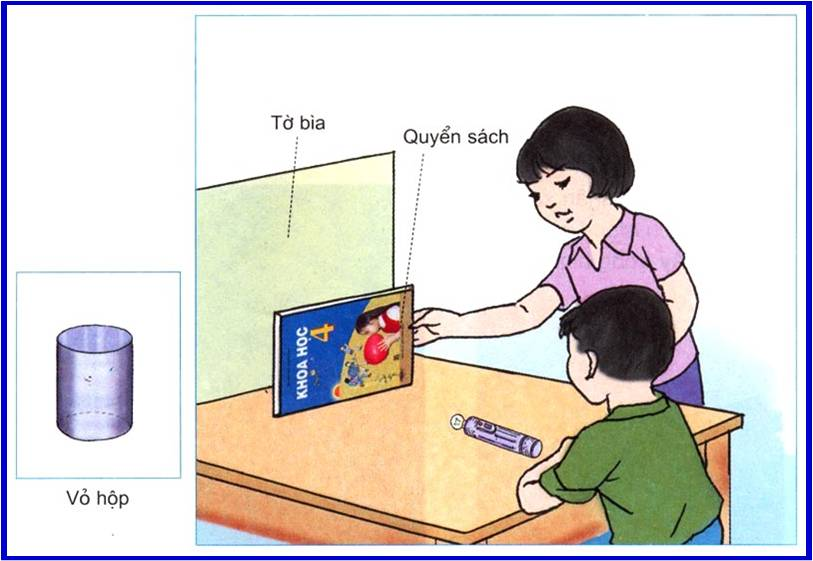 Tờ bìa
Quyển sách
KHOA HỌC
4
Vỏ hộp